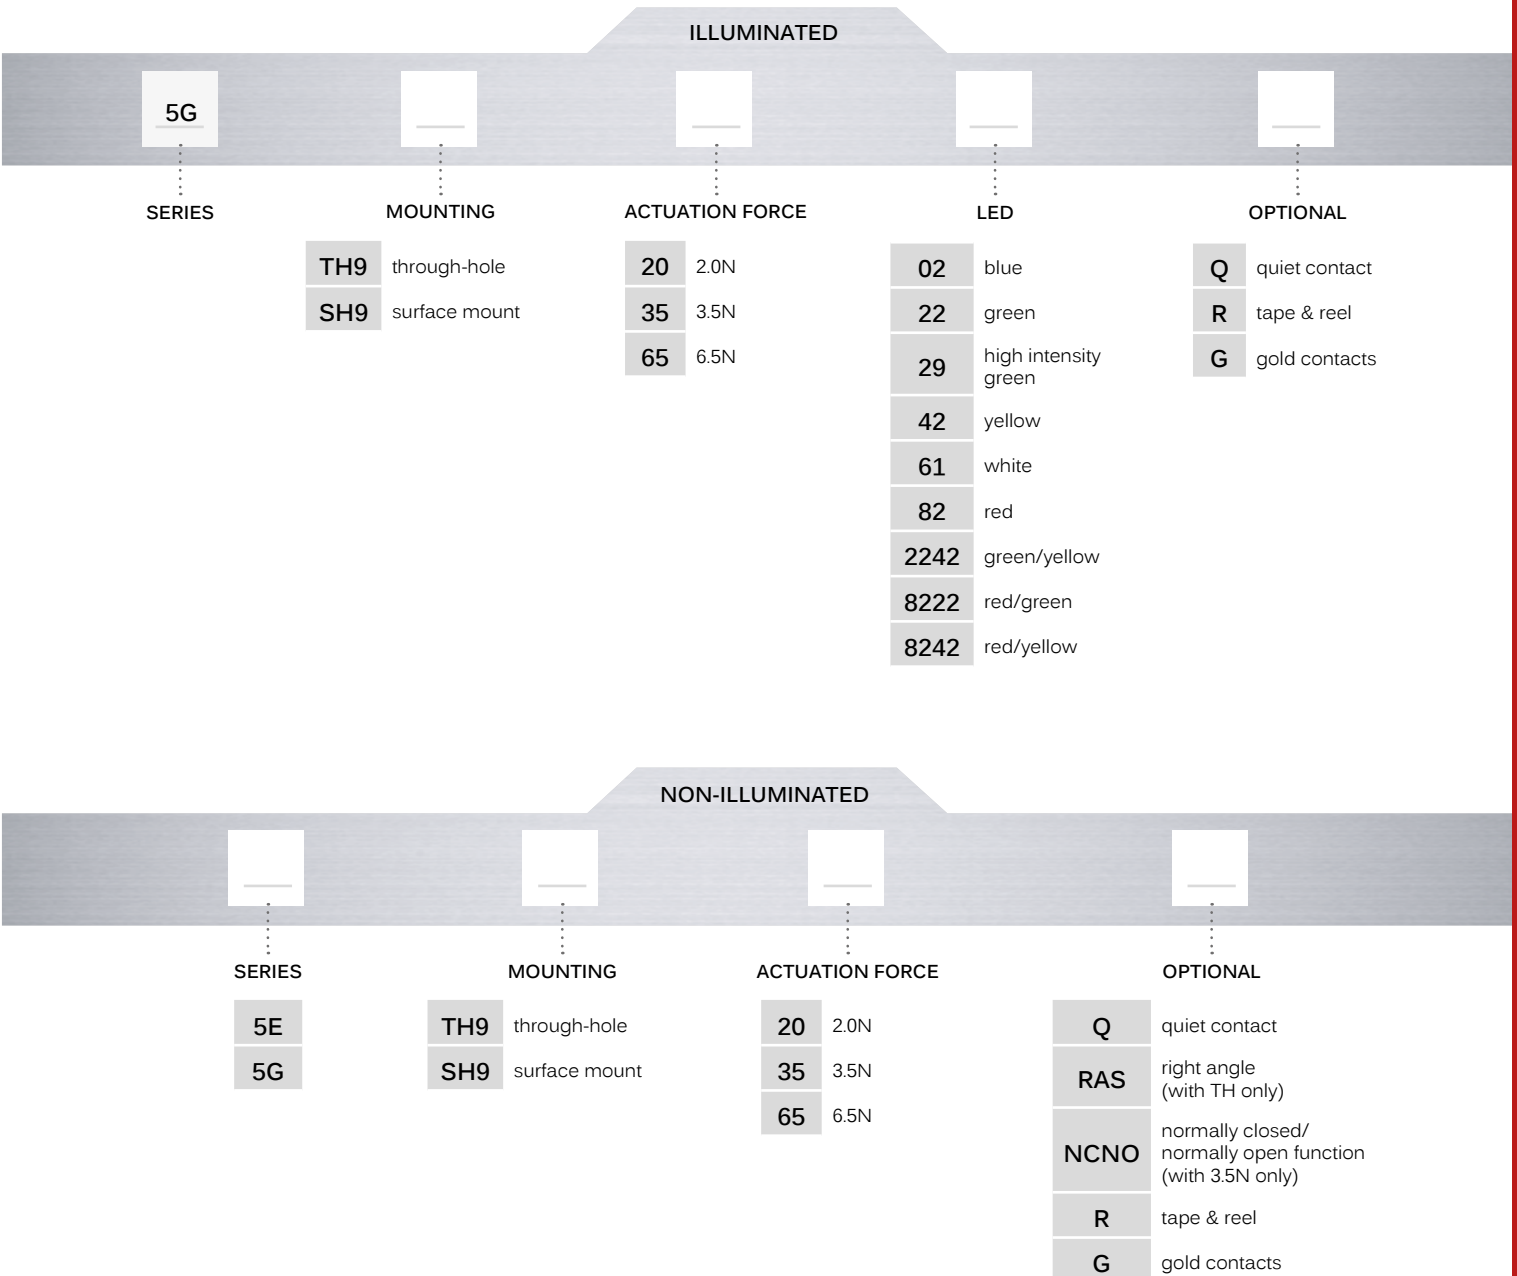 ILLUMINATED
5G
SERIES
MOUNTING
TH9 through-hole
SH9 surface mount
ACTUATION FORCE
20 2.0N
35 3.5N
65 6.5N
LED
02 blue
22 green
29 high intensity
green
42 yellow
61 white
82 red
2242 green/yellow
8222 red/green
8242 red/yellow
OPTIONAL
Q quiet contact
R tape & reel
G gold contacts
NON-ILLUMINATED
SERIES
5E
5G
MOUNTING
TH9 through-hole
SH9 surface mount
ACTUATION FORCE
20 2.0N
35 3.5N
65 6.5N
OPTIONAL
Q quiet contact
RAS right angle
(with TH only)
NCNO normally closed/
normally open function
(with 3.5N only)
R tape & reel
G gold contacts